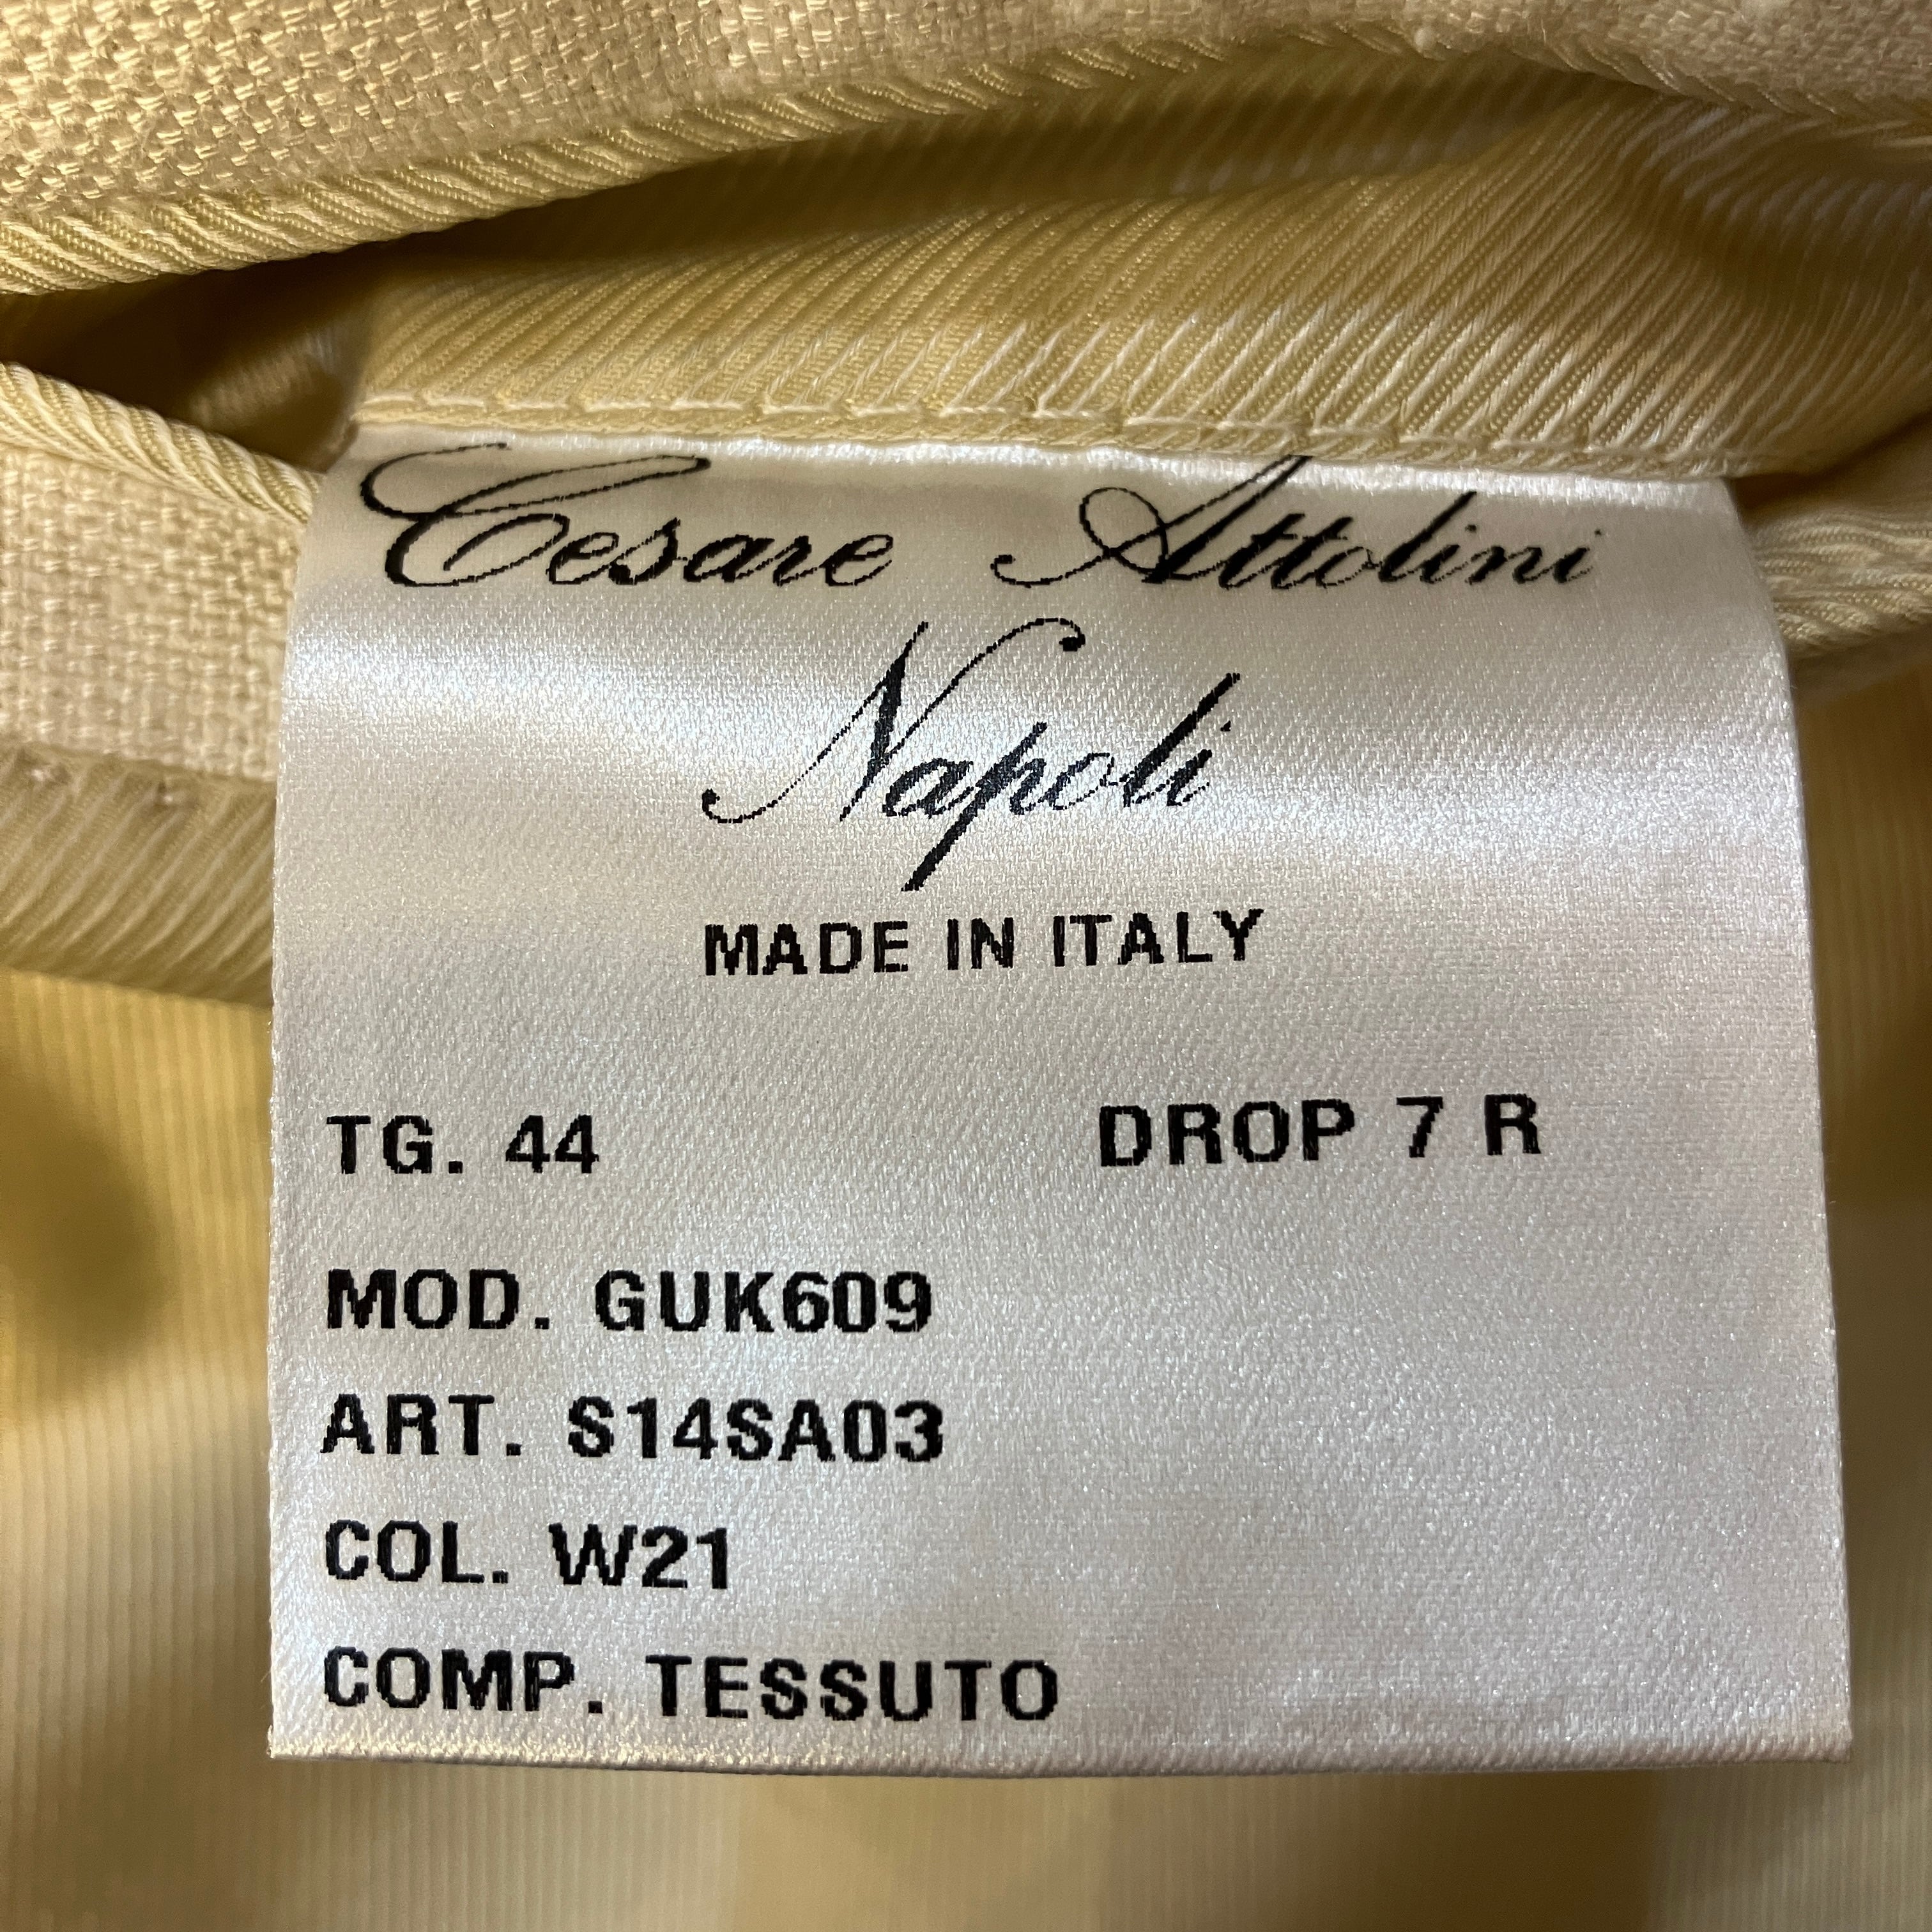 Cesare Attolini
Napoli
MADE IN ITALY
TG. 44 DROP 7 R
MOD. GUK609
ART. S14SA03
COL. W21
COMP. TESSUTO